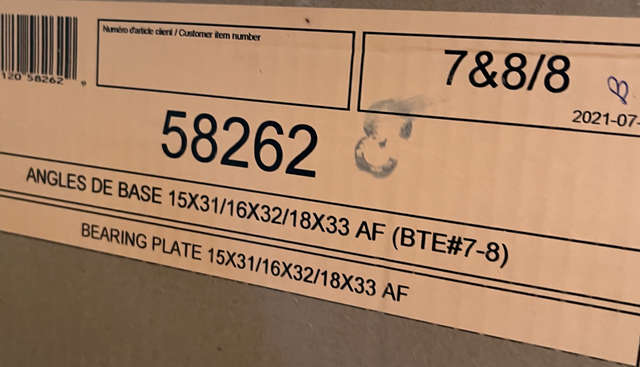 Numéro d'article client / Customer item number
7&8/8
B
120 58262
2021-07-
58262
8
ANGLES DE BASE 15X31/16X32/18X33 AF (BTE#7-8)
BEARING PLATE 15X31/16X32/18X33 AF